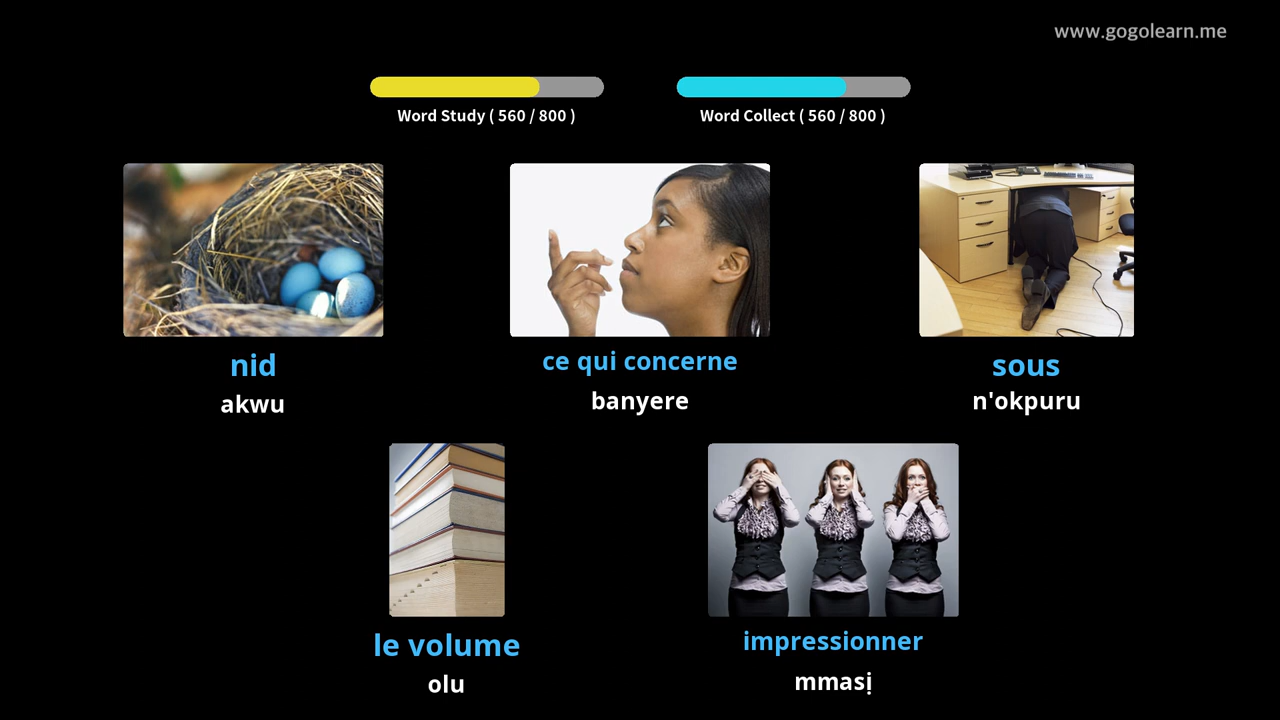 www.gogolearn.me
Word Study ( 560 / 800 )
Word Collect ( 560 / 800 )
nid
akwu
ce qui concerne
banyere
sous
n'okpuru
le volume
olu
impressionner
mmasị